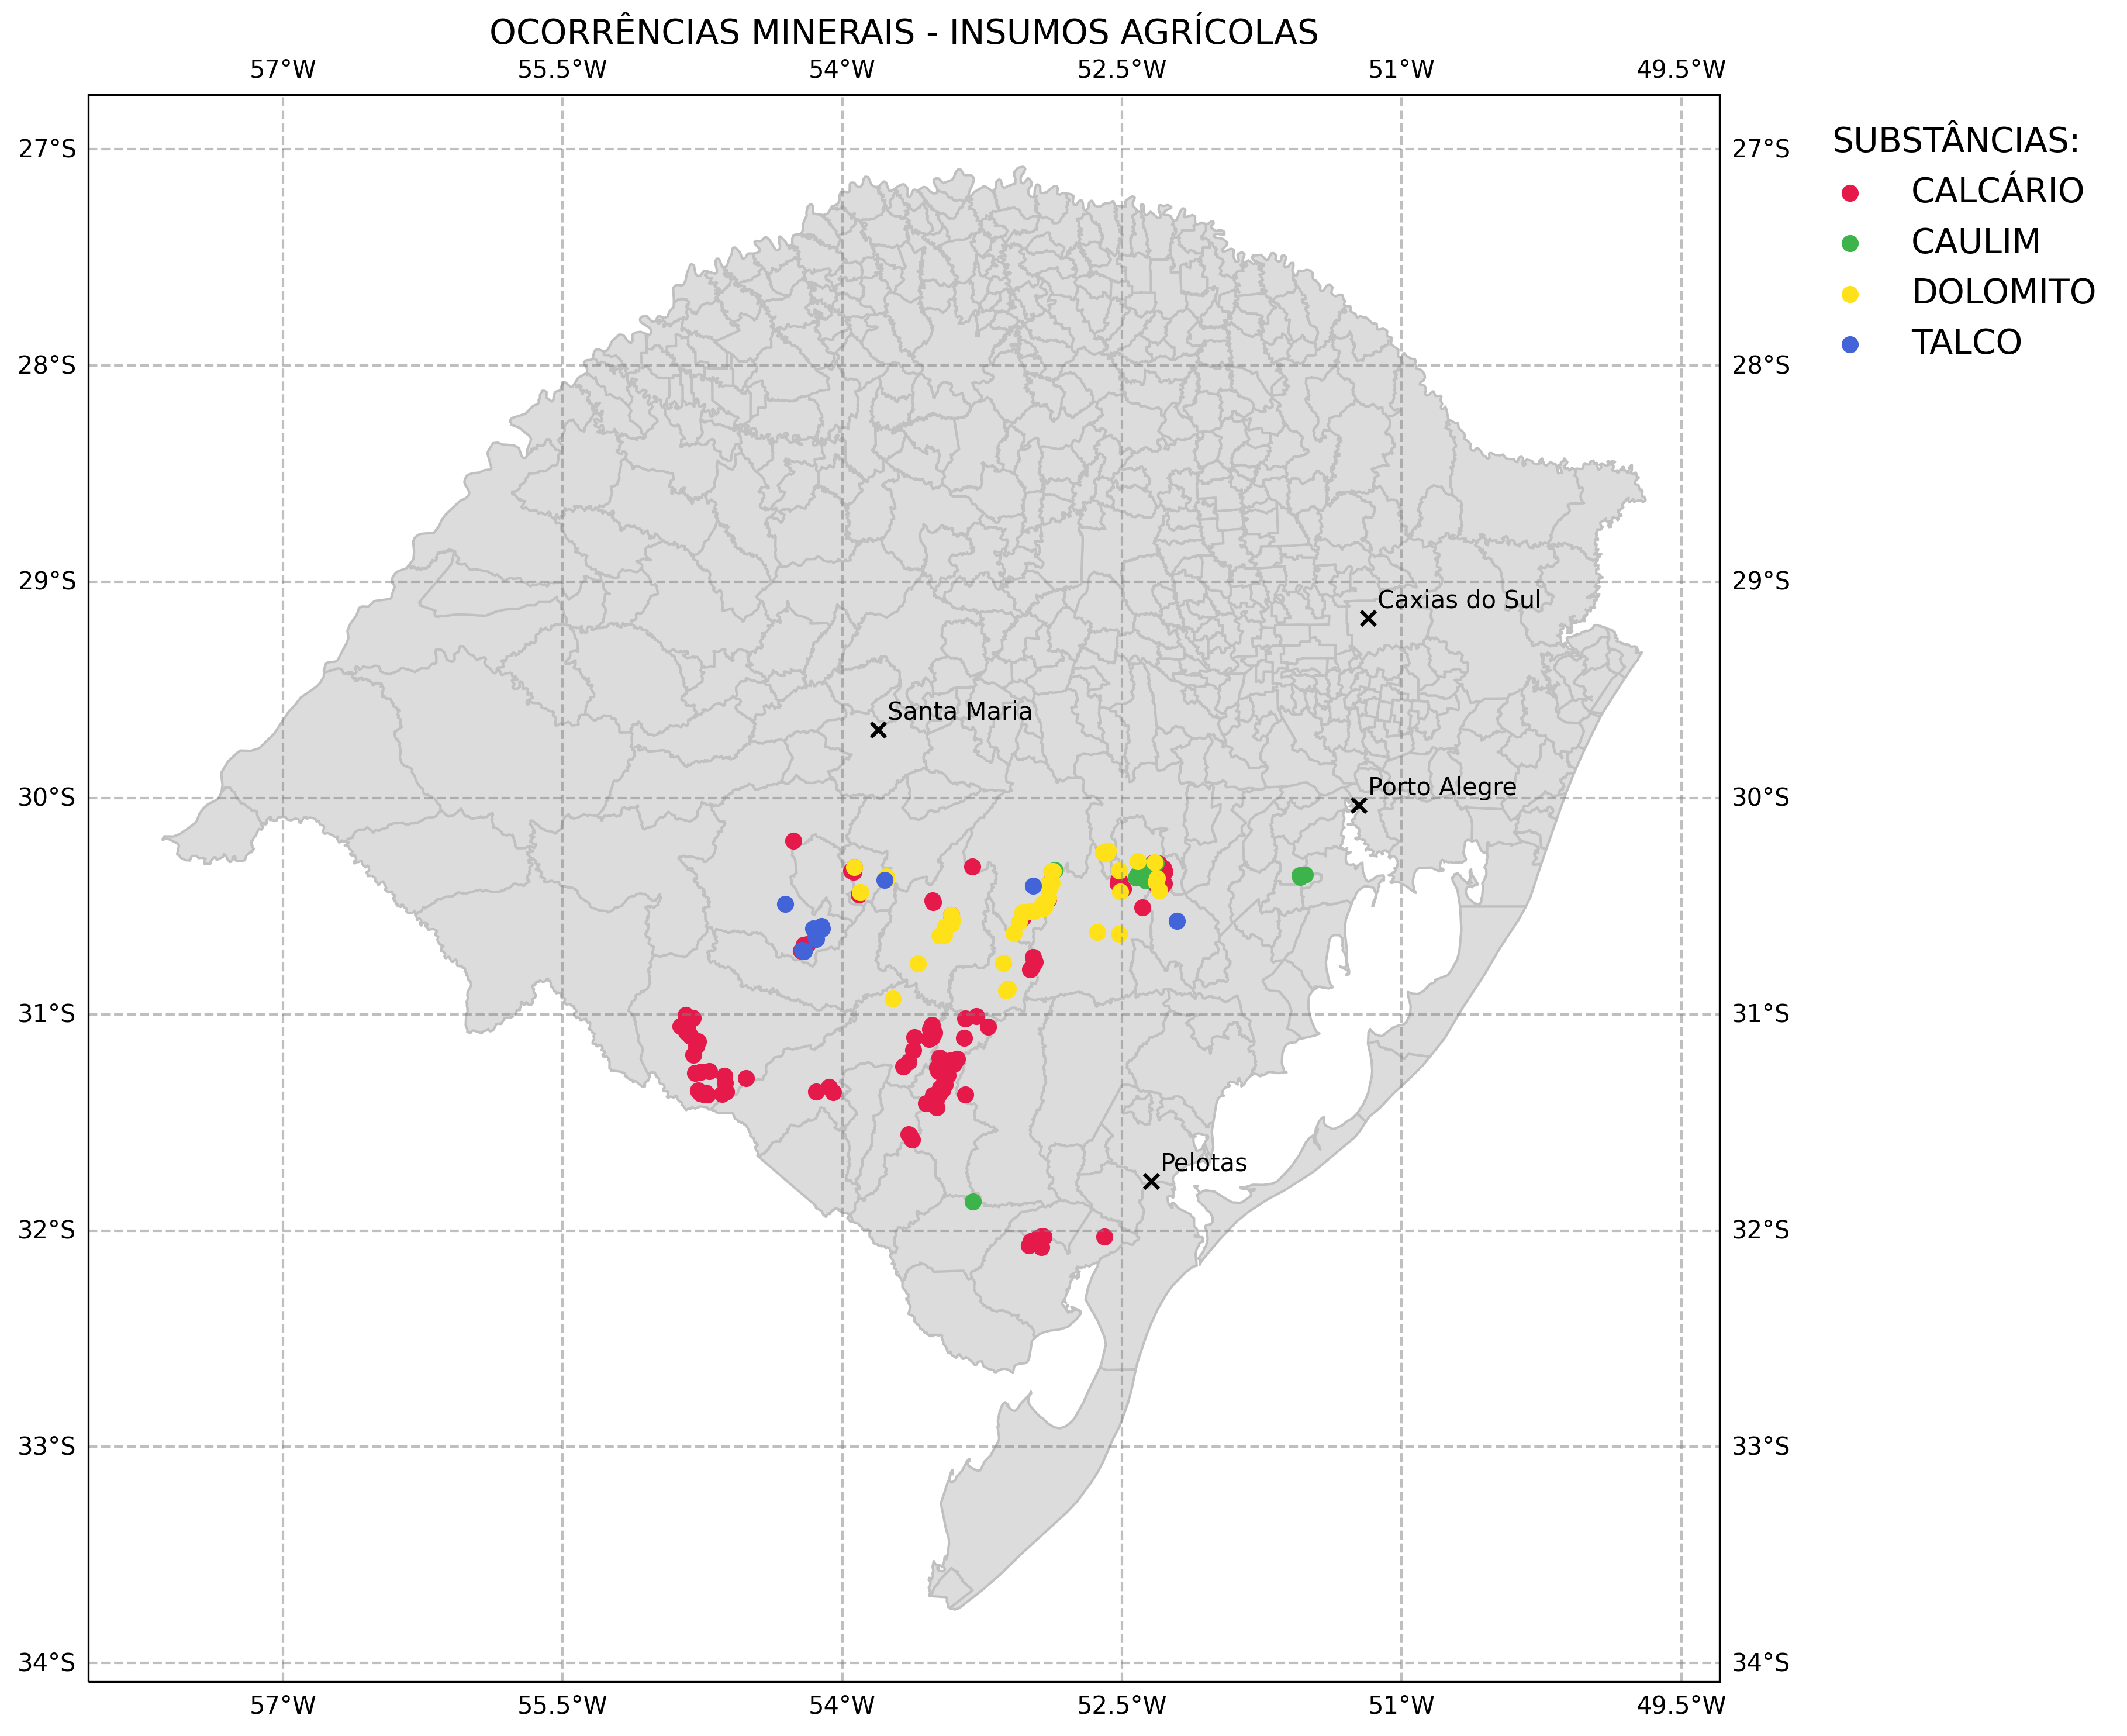 OCORRÊNCIAS MINERAIS - INSUMOS AGRÍCOLAS
57°W 55.5°W 54°W 52.5°W 51°W 49.5°W
27°S 27°S
SUBSTÂNCIAS:
CALCÁRIO
CAULIM
DOLOMITO
TALCO
28°S 28°S
29°S 29°S
Caxias do Sul
Santa Maria
Porto Alegre
30°S 30°S
31°S 31°S
Pelotas
32°S 32°S
33°S 33°S
34°S 34°S
57°W 55.5°W 54°W 52.5°W 51°W 49.5°W